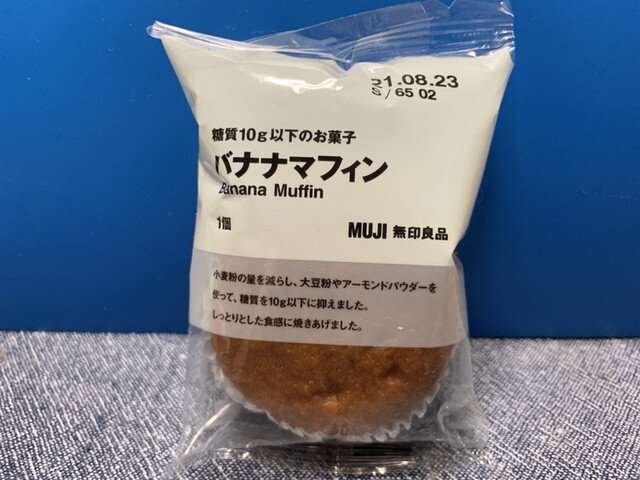 21.08.23
S/ 65 02
糖質10g以下のお菓子
バナナマフィン
Banana Muffin
1個
MUJI 無印良品
小麦粉の量を減らし、大豆粉やアーモンドパウダーを
使って、糖質を10g以下に抑えました。
しっとりとした食感に焼きあげました。